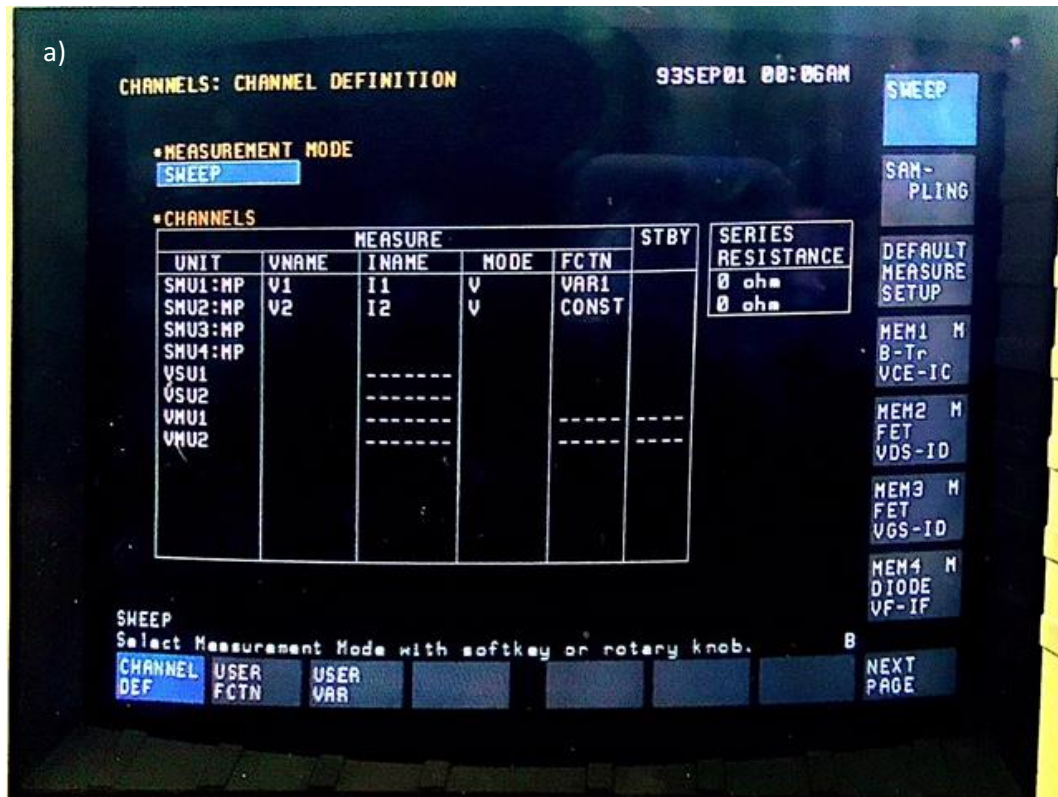 a)
CHANNELS: CHANNEL DEFINITION 93SEP01 00:06AM
*MEASUREMENT MODE
SWEEP
*CHANNELS
MEASURE STBY
UNIT VNAME INAME MODE FCTN
SMU1:MP V1 I1 V VAR1
SMU2:MP V2 I2 V CONST
SMU3:MP
SMU4:MP
VSU1 -------
VSU2 -------
VMU1 ------- ----- ----
VMU2 ------- ----- ----
SERIES
RESISTANCE
0 ohm
0 ohm
SWEEP
SAM-
PLING
DEFAULT
MEASURE
SETUP
MEM1 M
B-Tr
VCE-IC
MEM2 M
FET
VDS-ID
MEM3 M
FET
VGS-ID
MEM4 M
DIODE
VF-IF
SWEEP
Select Measurement Mode with softkey or rotary knob. B
CHANNEL
DEF
USER
FCTN
USER
VAR
NEXT
PAGE